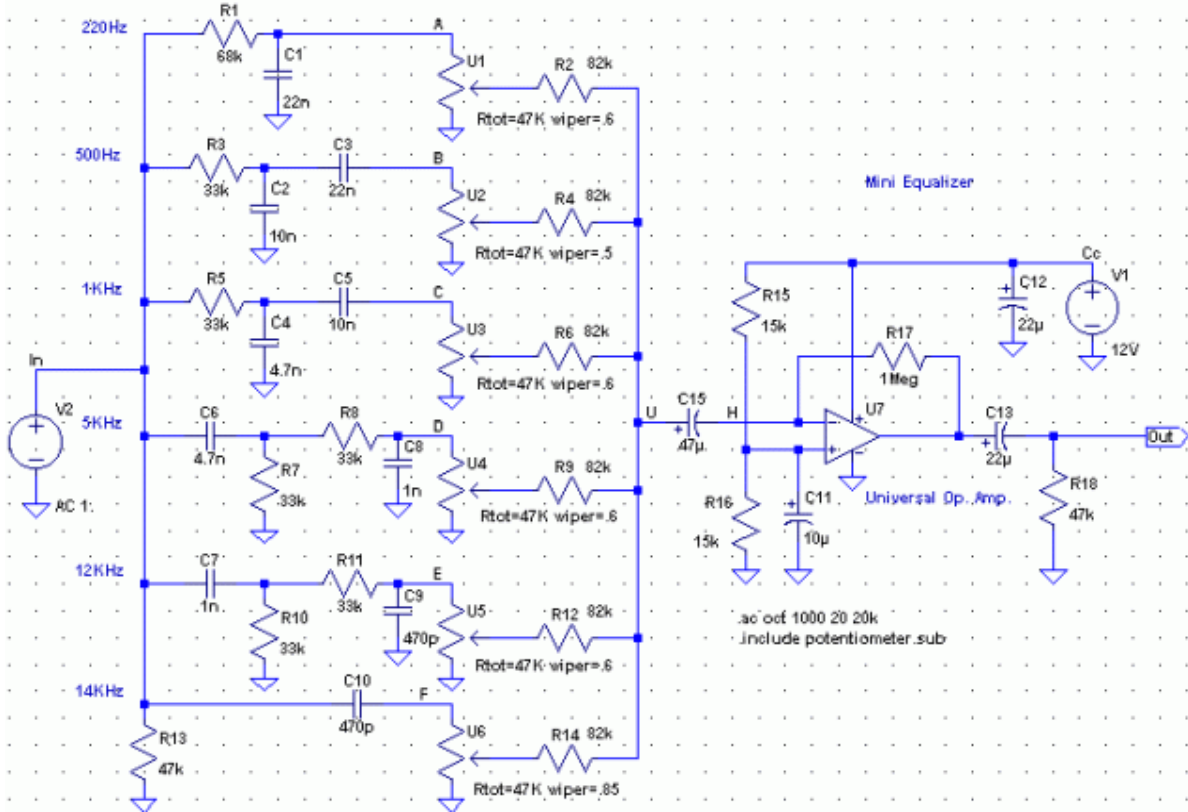 220Hz
R1
68k
C1
22n
A
U1
R2 82k
Rtot=47K wiper=.6
500Hz
R3
33k
C2
10n
C3
22n
B
U2
R4 82k
Rtot=47K wiper=.5
1KHz
R5
33k
C4
4.7n
C5
10n
C
U3
R6 82k
Rtot=47K wiper=.6
In
V2
AC 1
5KHz
C6
4.7n
R7
33k
R8
33k
C8
1n
D
U4
R9 82k
Rtot=47K wiper=.6
12KHz
C7
1n
R10
33k
R11
33k
C9
470p
E
U5
R12 82k
Rtot=47K wiper=.6
14KHz
R13
47k
C10
470p
F
U6
R14 82k
Rtot=47K wiper=.85
Mini Equalizer
Cc
V1
12V
C12
22µ
R15
15k
R17
1Meg
U
C15
.47µ
H
U7
C13
22µ
Out
R16
15k
C11
10µ
Universal Op. Amp.
R18
47k
.ac oct 1000 20 20k
.include potentiometer.sub